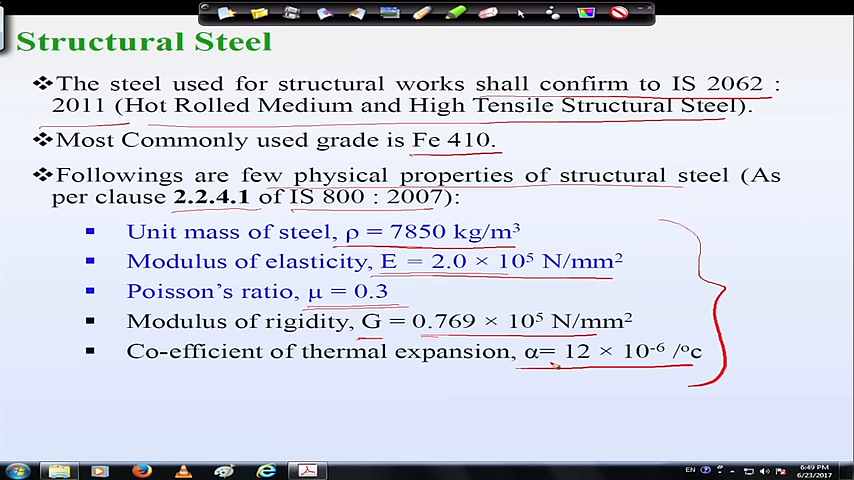 Structural Steel
❖The steel used for structural works shall confirm to IS 2062 :
2011 (Hot Rolled Medium and High Tensile Structural Steel).
❖Most Commonly used grade is Fe 410.
❖Followings are few physical properties of structural steel (As
per clause 2.2.4.1 of IS 800 : 2007):
▪ Unit mass of steel, ρ = 7850 kg/m³
▪ Modulus of elasticity, E = 2.0 × 10⁵ N/mm²
▪ Poisson's ratio, μ = 0.3
▪ Modulus of rigidity, G = 0.769 × 10⁵ N/mm²
▪ Co-efficient of thermal expansion, α= 12 × 10⁻⁶ /ᵒc
EN
6:49 PM
6/23/2017